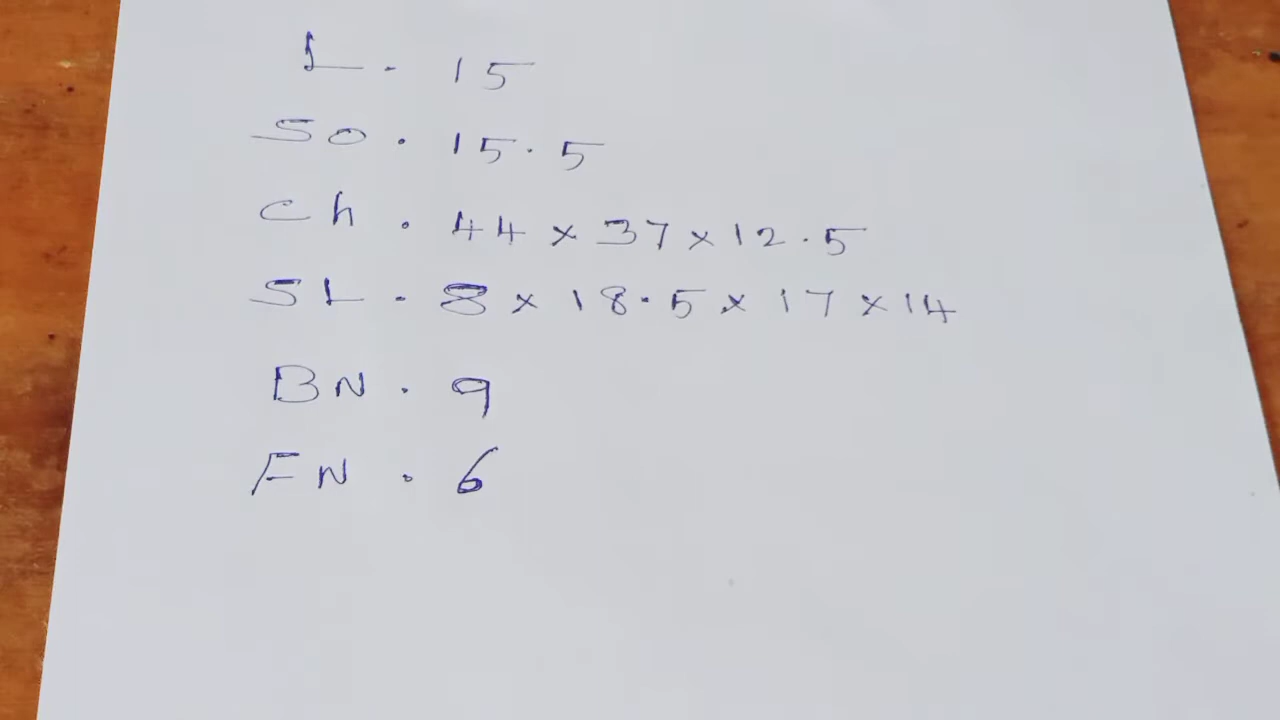 L. 15
So. 15.5
Ch. 44 x 37 x 12.5
SL. 8 x 18.5 x 17 x 14
BN. 9
FN. 6